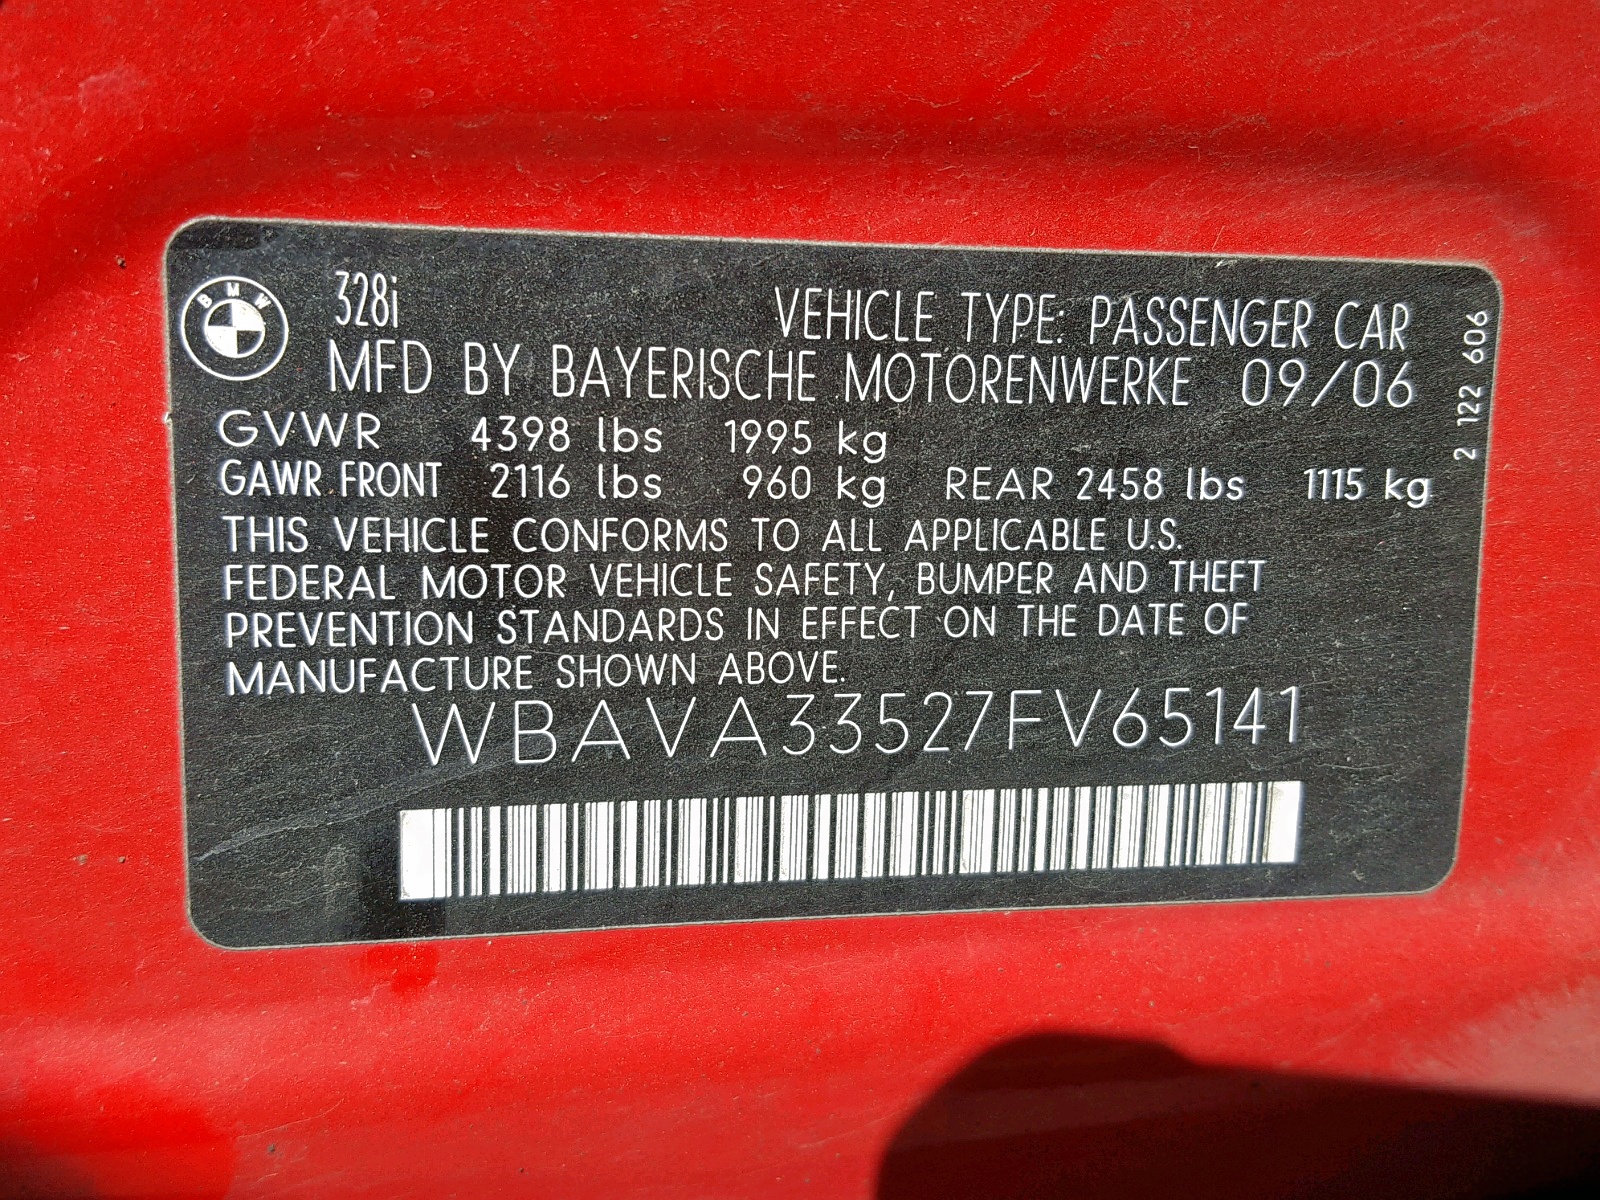 BMW
328i
VEHICLE TYPE: PASSENGER CAR
MFD BY BAYERISCHE MOTORENWERKE 09/06
GVWR 4398 lbs 1995 kg
GAWR FRONT 2116 lbs 960 kg REAR 2458 lbs 1115 kg
THIS VEHICLE CONFORMS TO ALL APPLICABLE U.S.
FEDERAL MOTOR VEHICLE SAFETY, BUMPER AND THEFT
PREVENTION STANDARDS IN EFFECT ON THE DATE OF
MANUFACTURE SHOWN ABOVE.
WBAVA33527FV65141
2 122 606